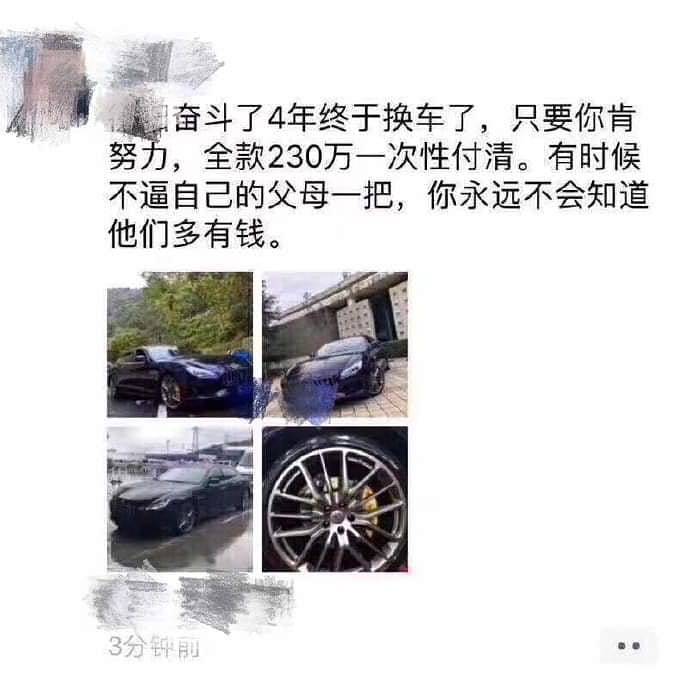 奋斗了4年终于换车了，只要你肯
努力，全款230万一次性付清。有时候
不逼自己的父母一把，你永远不会知道
他们多有钱。
3分钟前